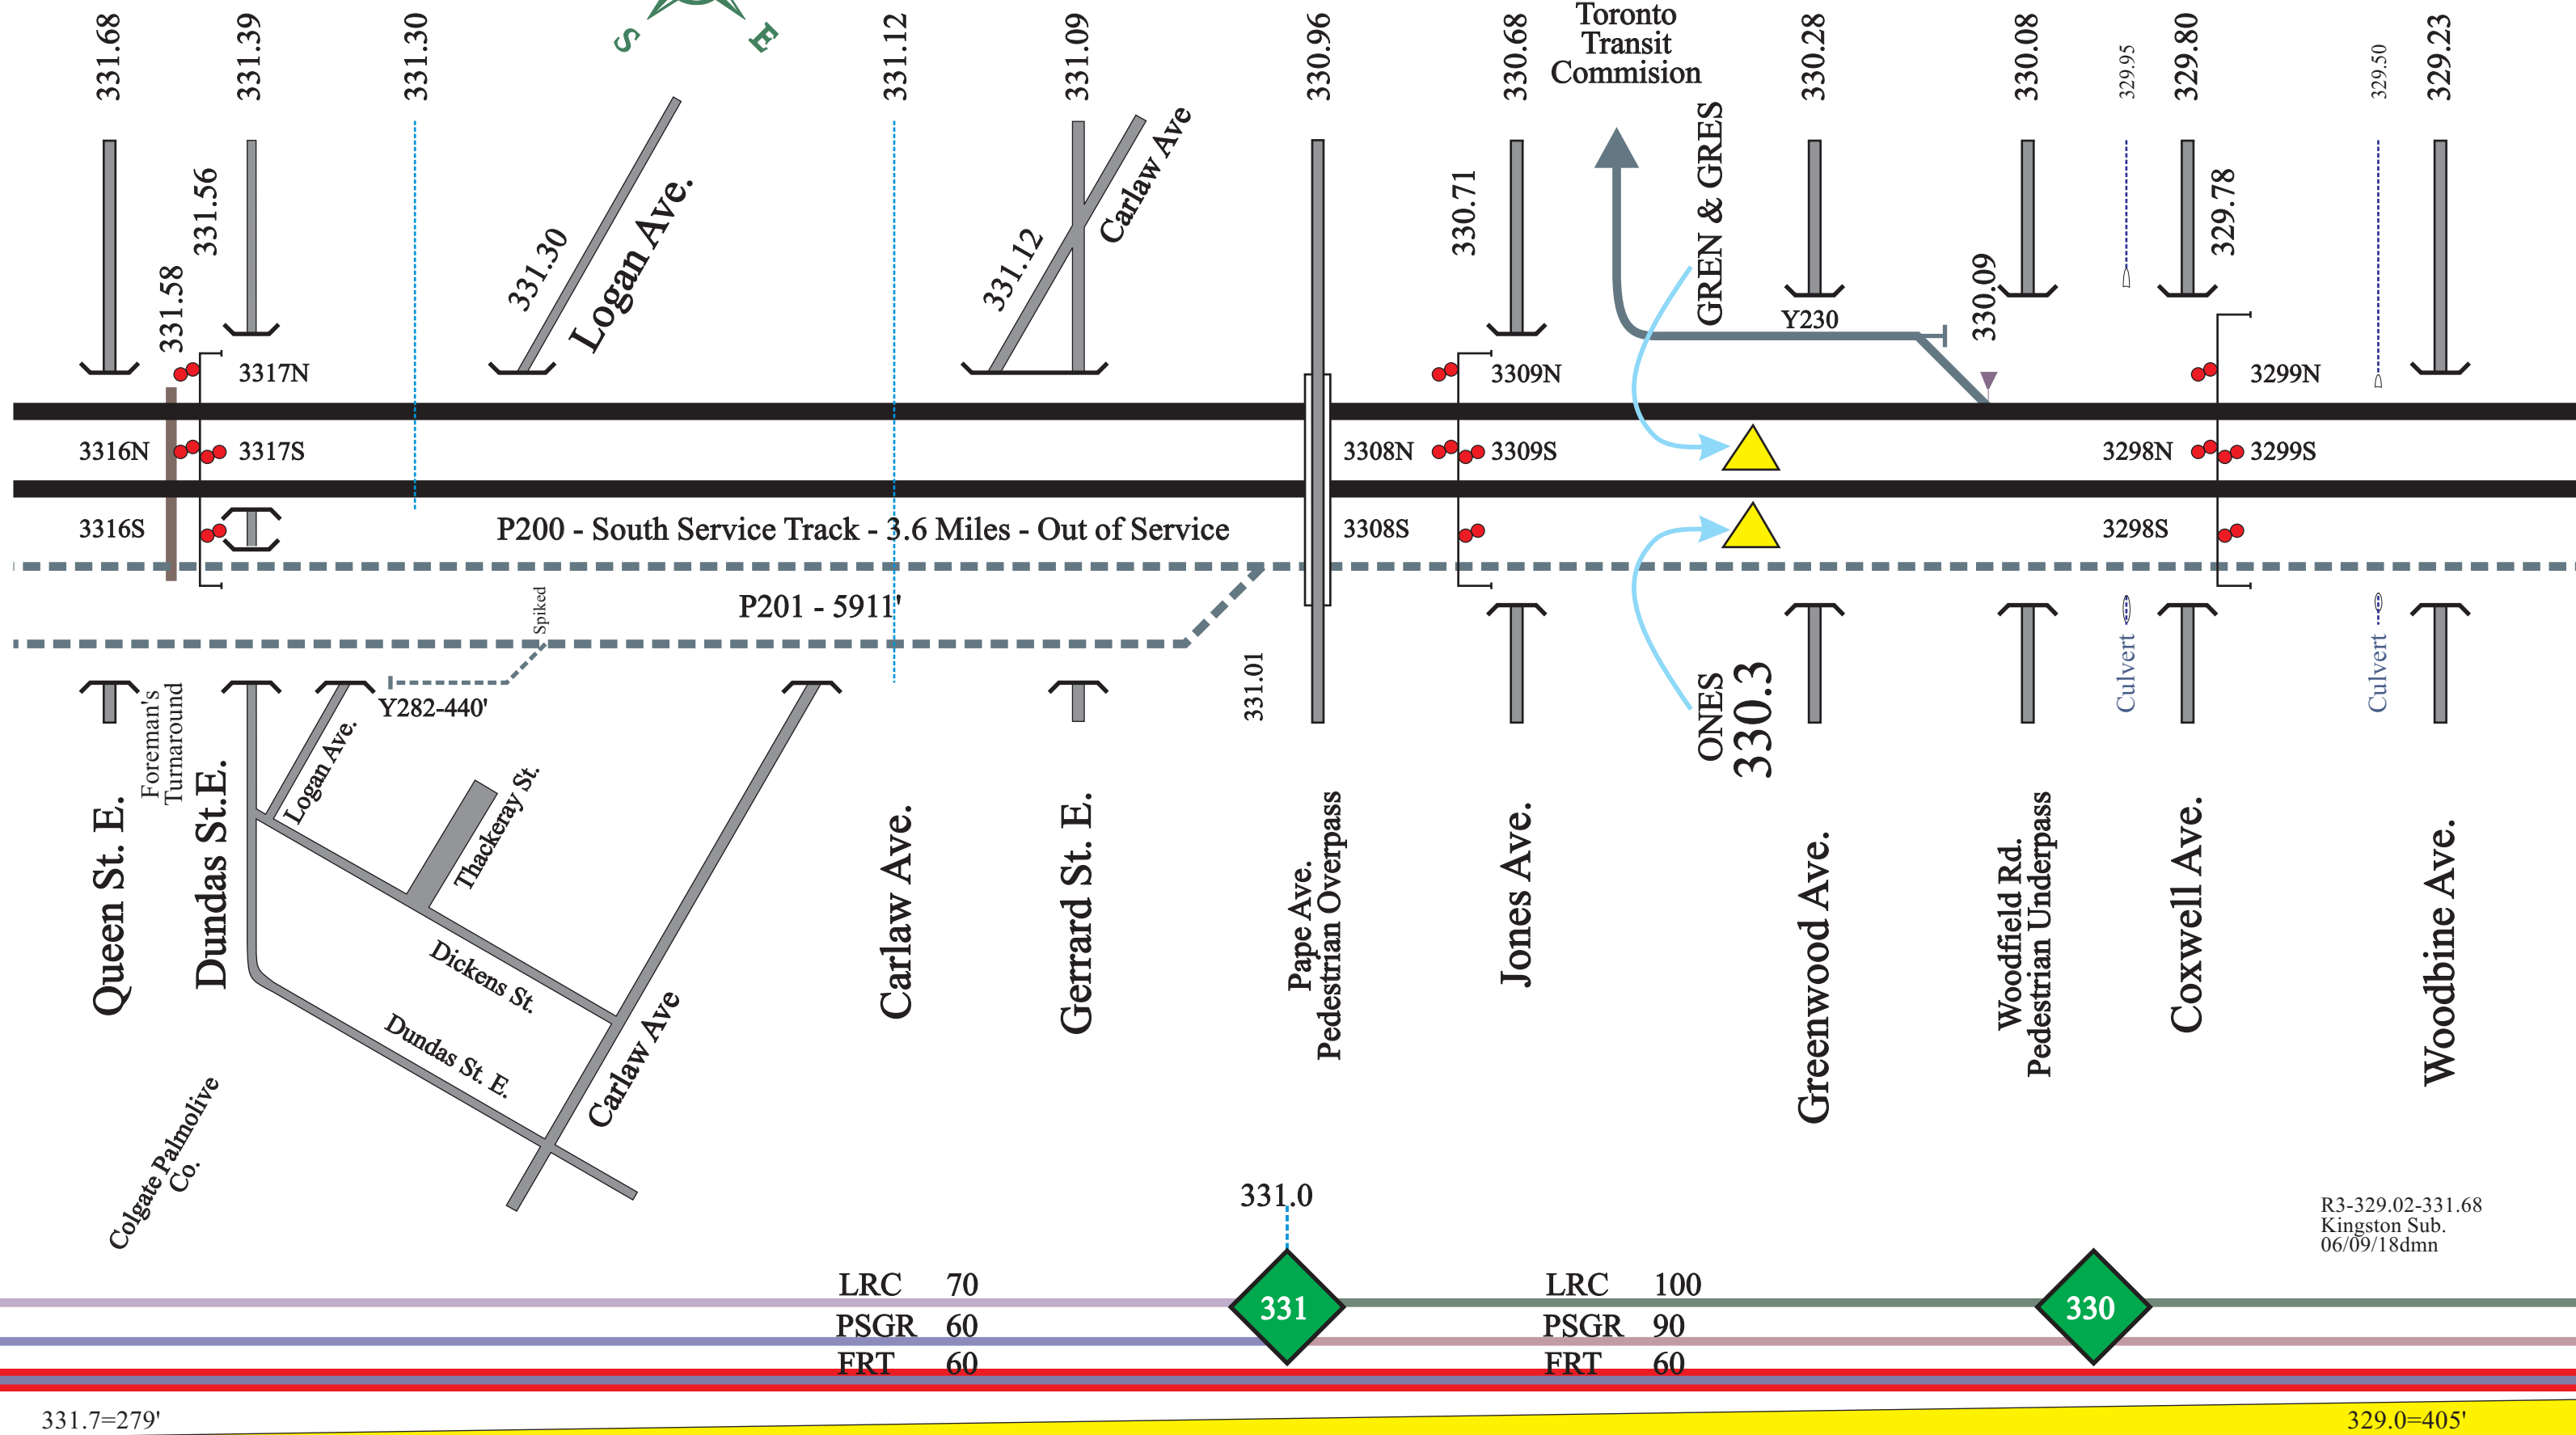 331.68
331.39
331.30
331.12
331.09
330.96
330.68
Toronto
Transit
Commision
330.28
330.08
329.95
329.80
329.50
329.23
S
E
331.58
331.56
331.30
Logan Ave.
331.12
Carlaw Ave
330.71
GREN & GRES
Y230
330.09
329.78
3317N
3309N
3299N
3316N
3317S
3308N
3309S
3298N
3299S
3316S
P200 - South Service Track - 3.6 Miles - Out of Service
3308S
3298S
Spiked
P201 - 5911'
331.01
Y282-440'
ONES
330.3
Culvert
Culvert
Foreman's
Turnaround
Logan Ave.
Thackeray St.
Dickens St.
Dundas St. E.
Carlaw Ave
Queen St. E.
Dundas St.E.
Carlaw Ave.
Gerrard St. E.
Pape Ave.
Pedestrian Overpass
Jones Ave.
Greenwood Ave.
Woodfield Rd.
Pedestrian Underpass
Coxwell Ave.
Woodbine Ave.
Colgate Palmolive
Co.
331.0
R3-329.02-331.68
Kingston Sub.
06/09/18dmn
LRC 70
331
LRC 100
330
PSGR 60
PSGR 90
FRT 60
FRT 60
331.7=279'
329.0=405'